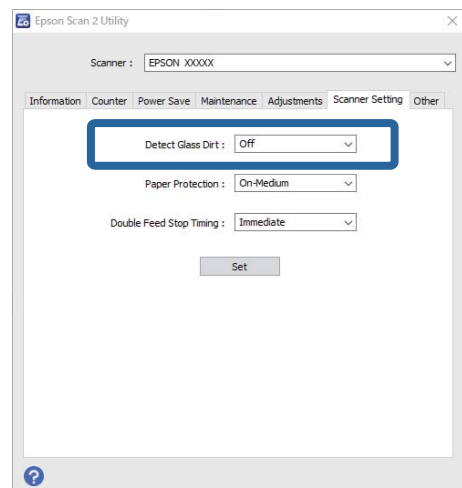 Epson Scan 2 Utility
Scanner : EPSON XXXXX
Information Counter Power Save Maintenance Adjustments Scanner Setting Other
Detect Glass Dirt : Off
Paper Protection : On-Medium
Double Feed Stop Timing : Immediate
Set
?